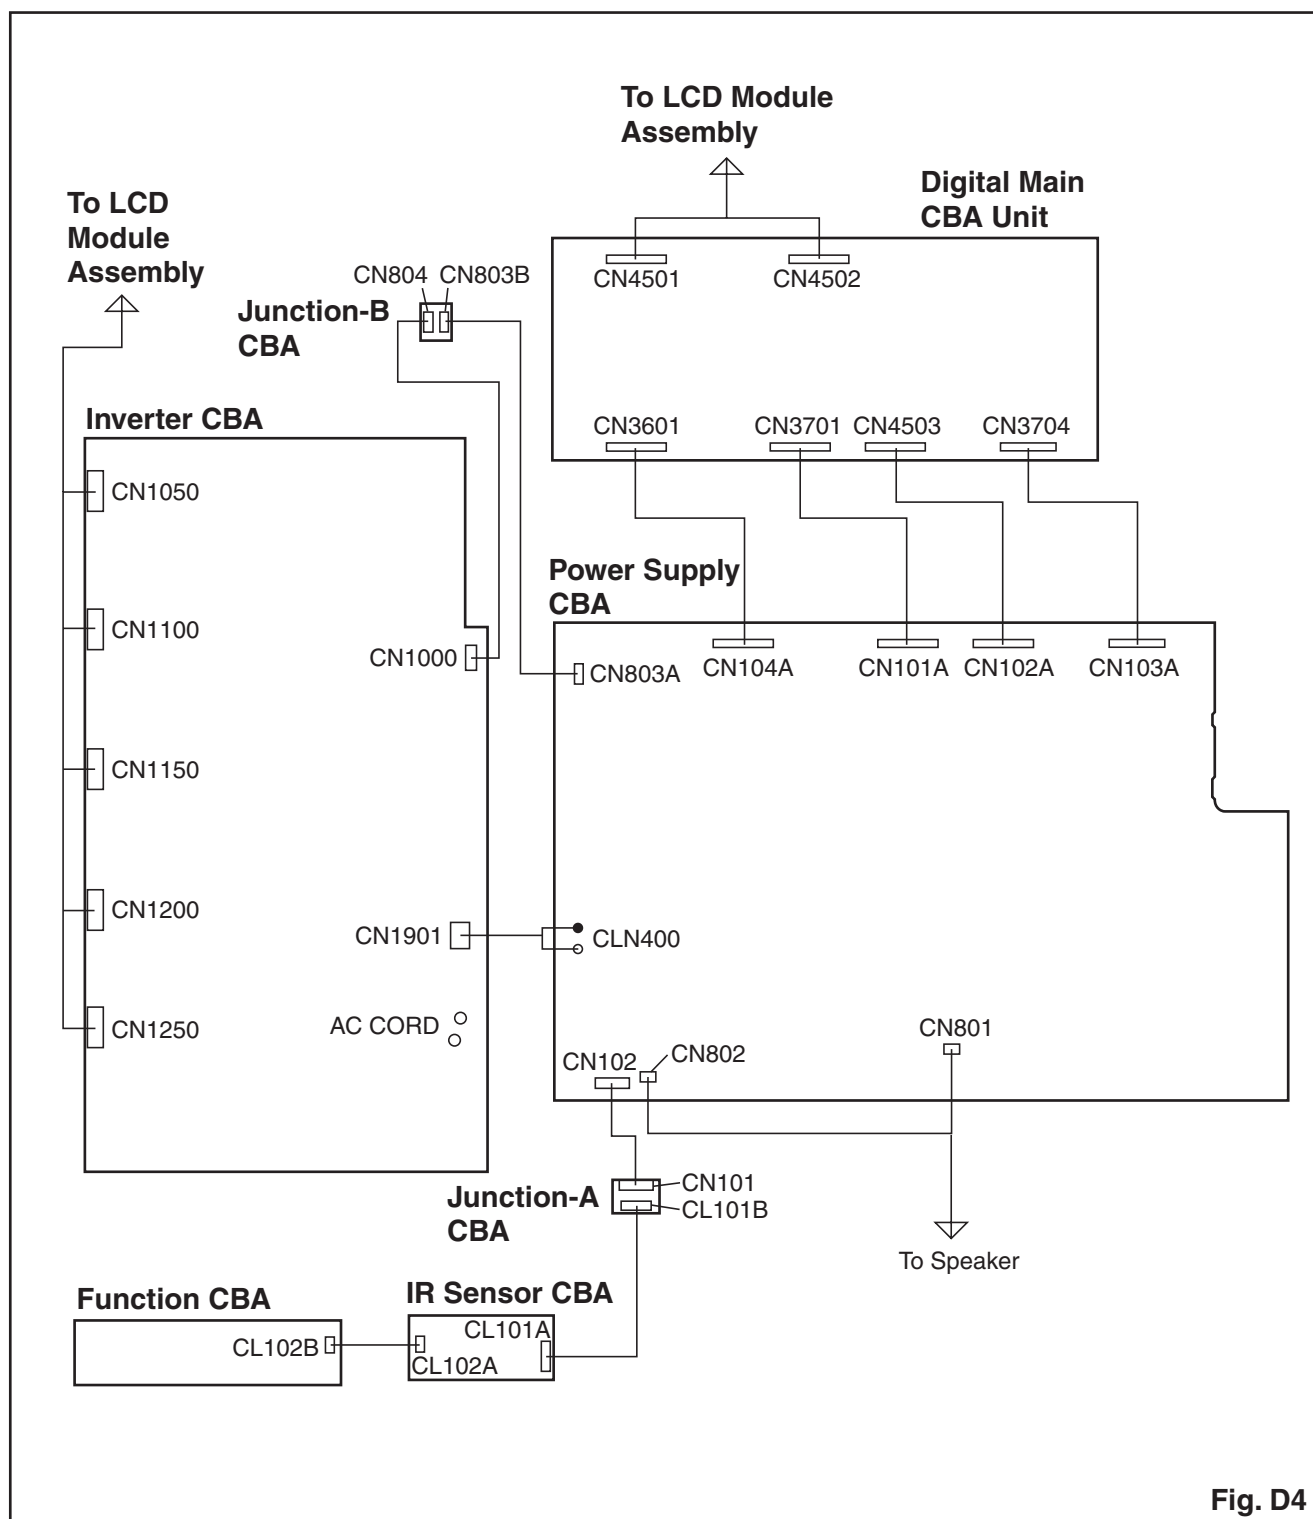 To LCD Module
Assembly
Digital Main
CBA Unit
To LCD
Module
Assembly
CN804 CN803B
CN4501 CN4502
Junction-B
CBA
Inverter CBA
CN3601 CN3701 CN4503 CN3704
CN1050
Power Supply
CBA
CN1100
CN1000
CN803A CN104A CN101A CN102A CN103A
CN1150
CN1200
CN1901
CLN400
CN1250
AC CORD
CN801
CN102 CN802
Junction-A
CBA
CN101
CL101B
To Speaker
Function CBA
IR Sensor CBA
CL102B
CL101A
CL102A
Fig. D4